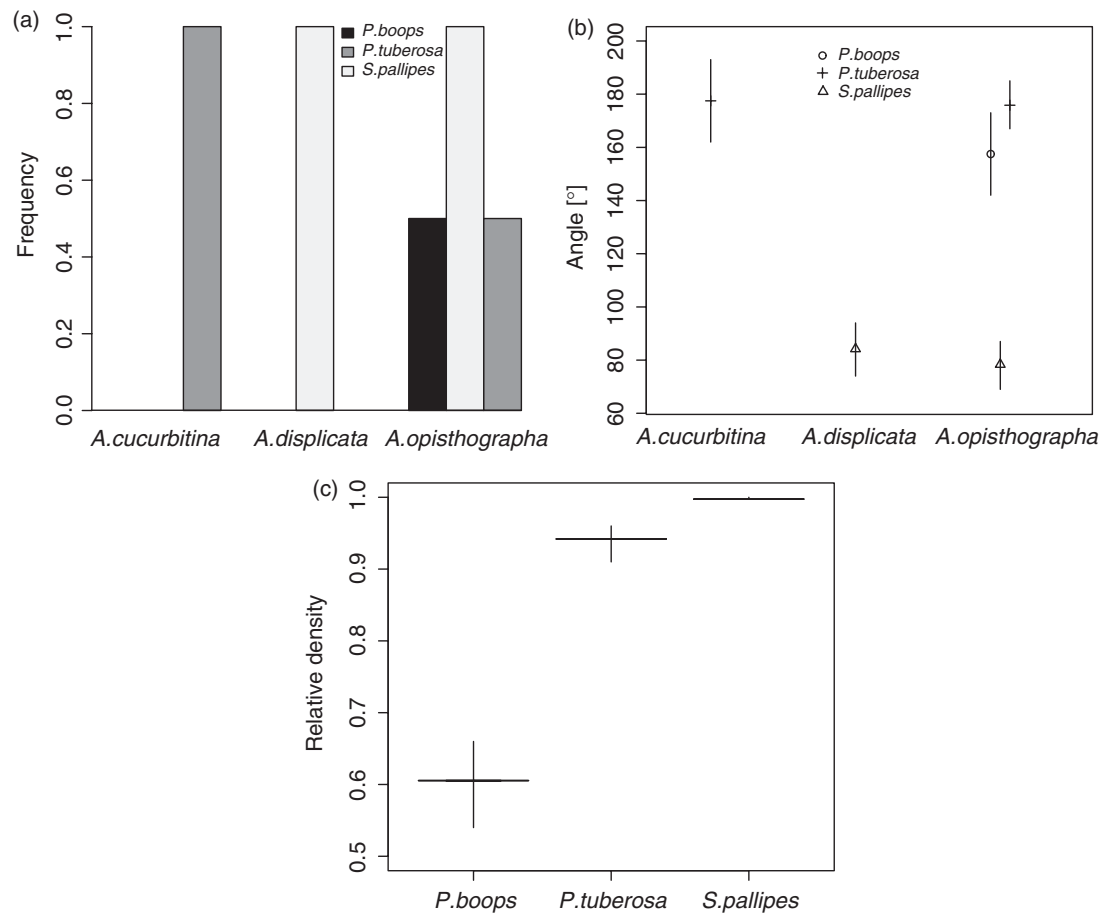 (a)
Frequency
1.0
0.8
0.6
0.4
0.2
0.0
P.boops
P.tuberosa
S.pallipes
A.cucurbitina A.displicata A.opisthographa
(b)
Angle [°]
200
180
160
140
120
100
80
60
P.boops
P.tuberosa
S.pallipes
A.cucurbitina A.displicata A.opisthographa
(c)
Relative density
1.0
0.9
0.8
0.7
0.6
0.5
P.boops P.tuberosa S.pallipes